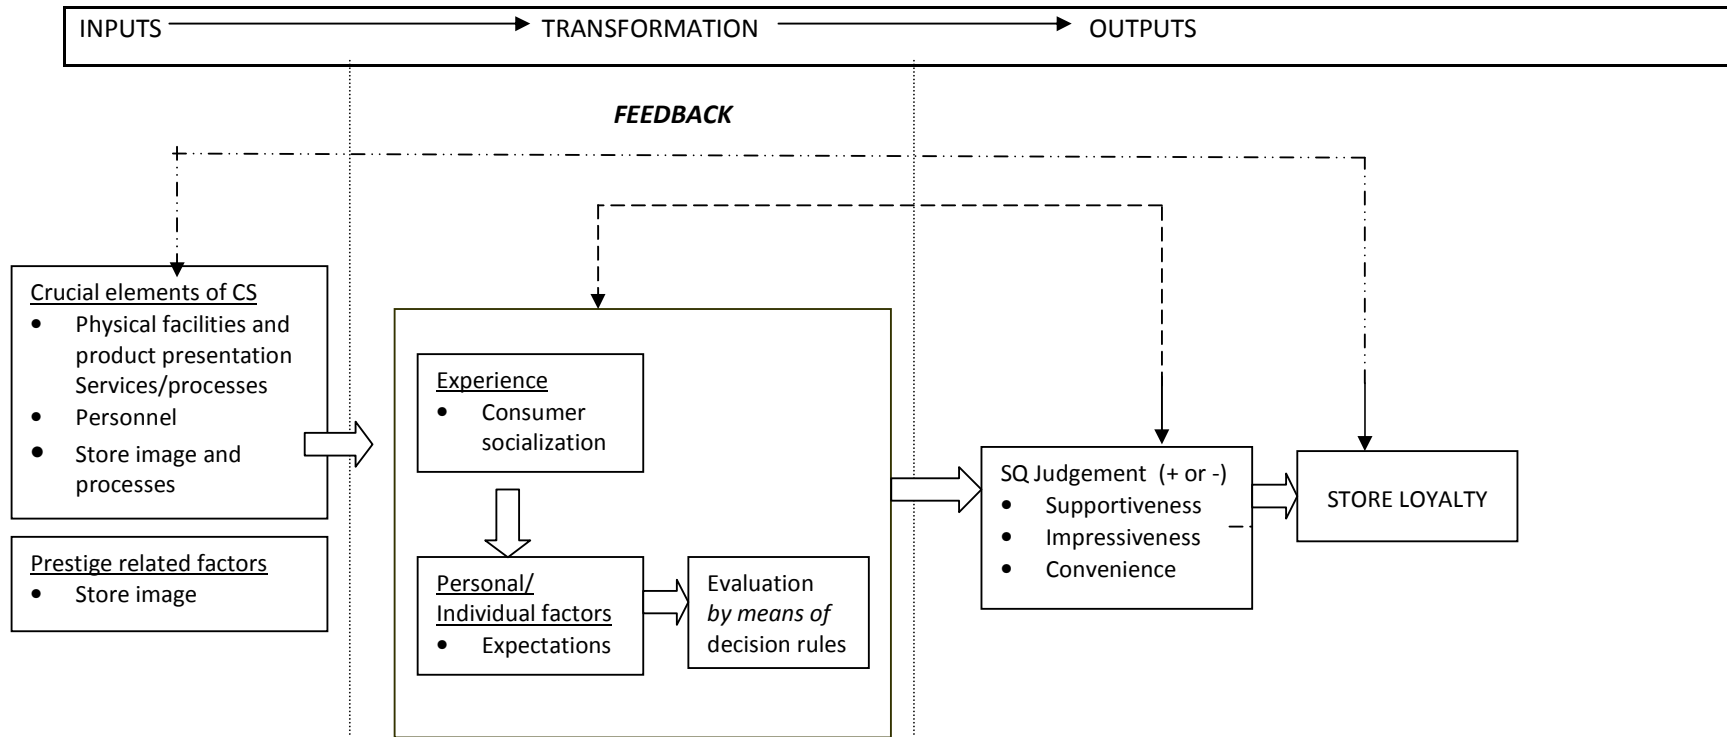 INPUTS TRANSFORMATION OUTPUTS
FEEDBACK
Crucial elements of CS
• Physical facilities and
product presentation
Services/processes
• Personnel
• Store image and
processes
Prestige related factors
• Store image
Experience
• Consumer
socialization
Personal/
Individual factors
• Expectations
Evaluation
by means of
decision rules
SQ Judgement (+ or -)
• Supportiveness
• Impressiveness
• Convenience
STORE LOYALTY